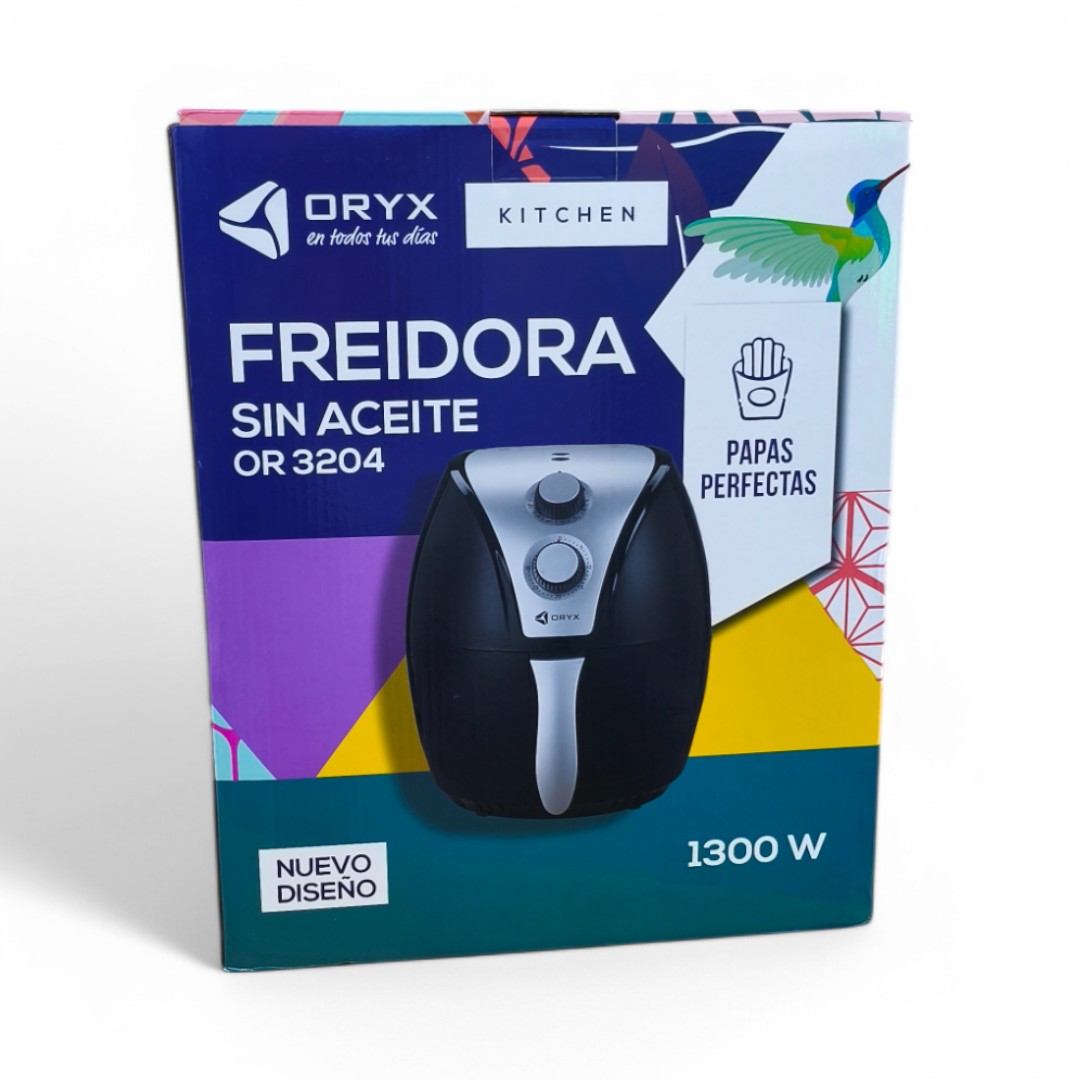 ORYX
en todos tus días
KITCHEN
FREIDORA
SIN ACEITE
OR 3204
PAPAS
PERFECTAS
ORYX
NUEVO
DISEÑO
1300 W